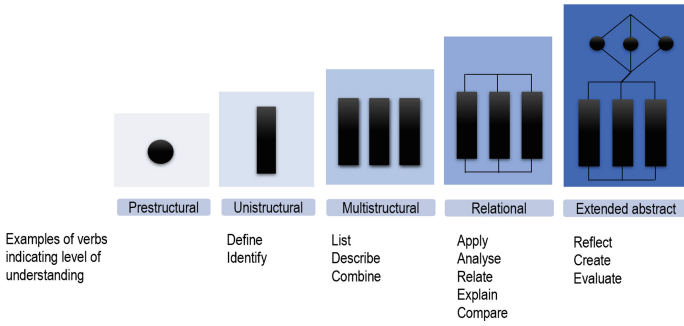 Prestructural
Unistructural
Multistructural
Relational
Extended abstract
Examples of verbs
indicating level of
understanding
Define
Identify
List
Describe
Combine
Apply
Analyse
Relate
Explain
Compare
Reflect
Create
Evaluate